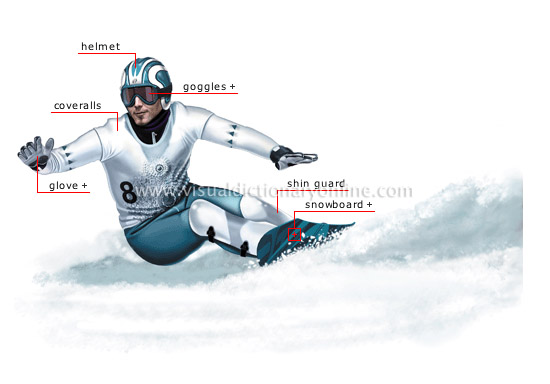 helmet
goggles +
coveralls
glove +
8
www.visualdictionaryonline.com
shin guard
snowboard +